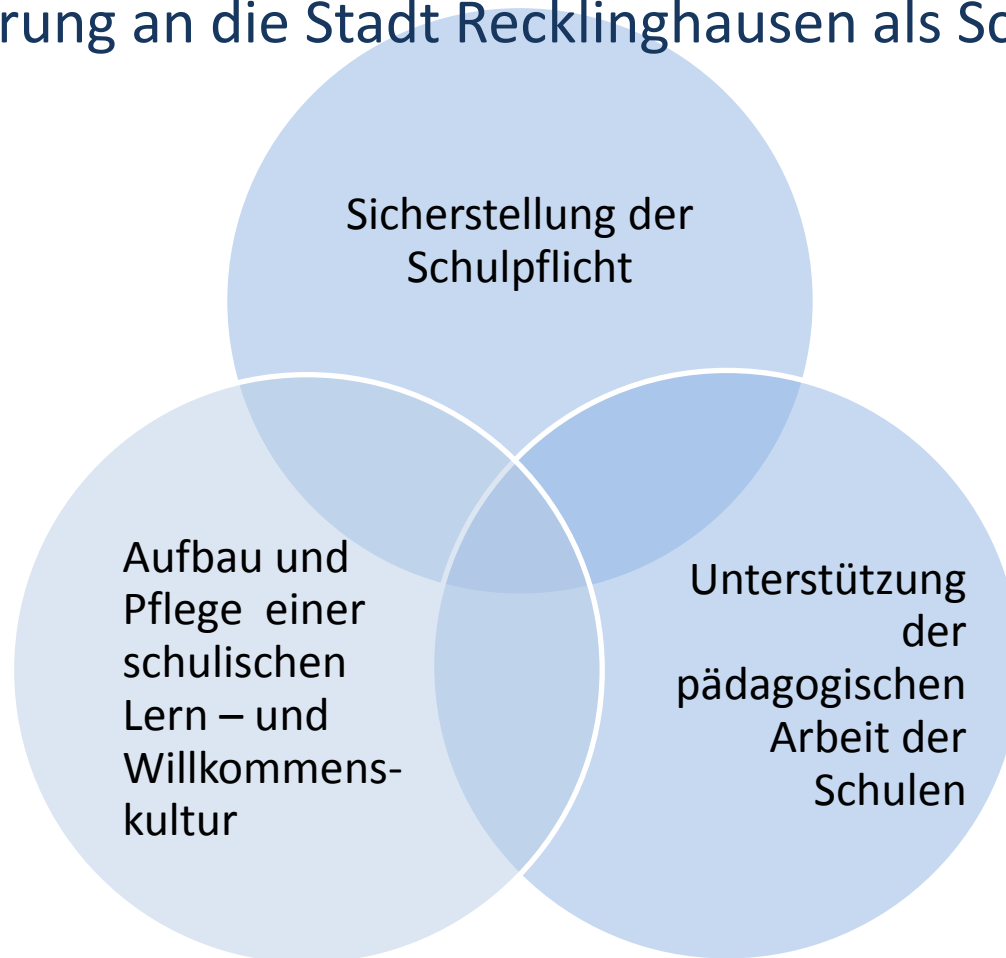 rung an die Stadt Recklinghausen als Sc
Sicherstellung der
Schulpflicht
Aufbau und
Pflege einer
schulischen
Lern – und
Willkommens-
kultur
Unterstützung
der
pädagogischen
Arbeit der
Schulen